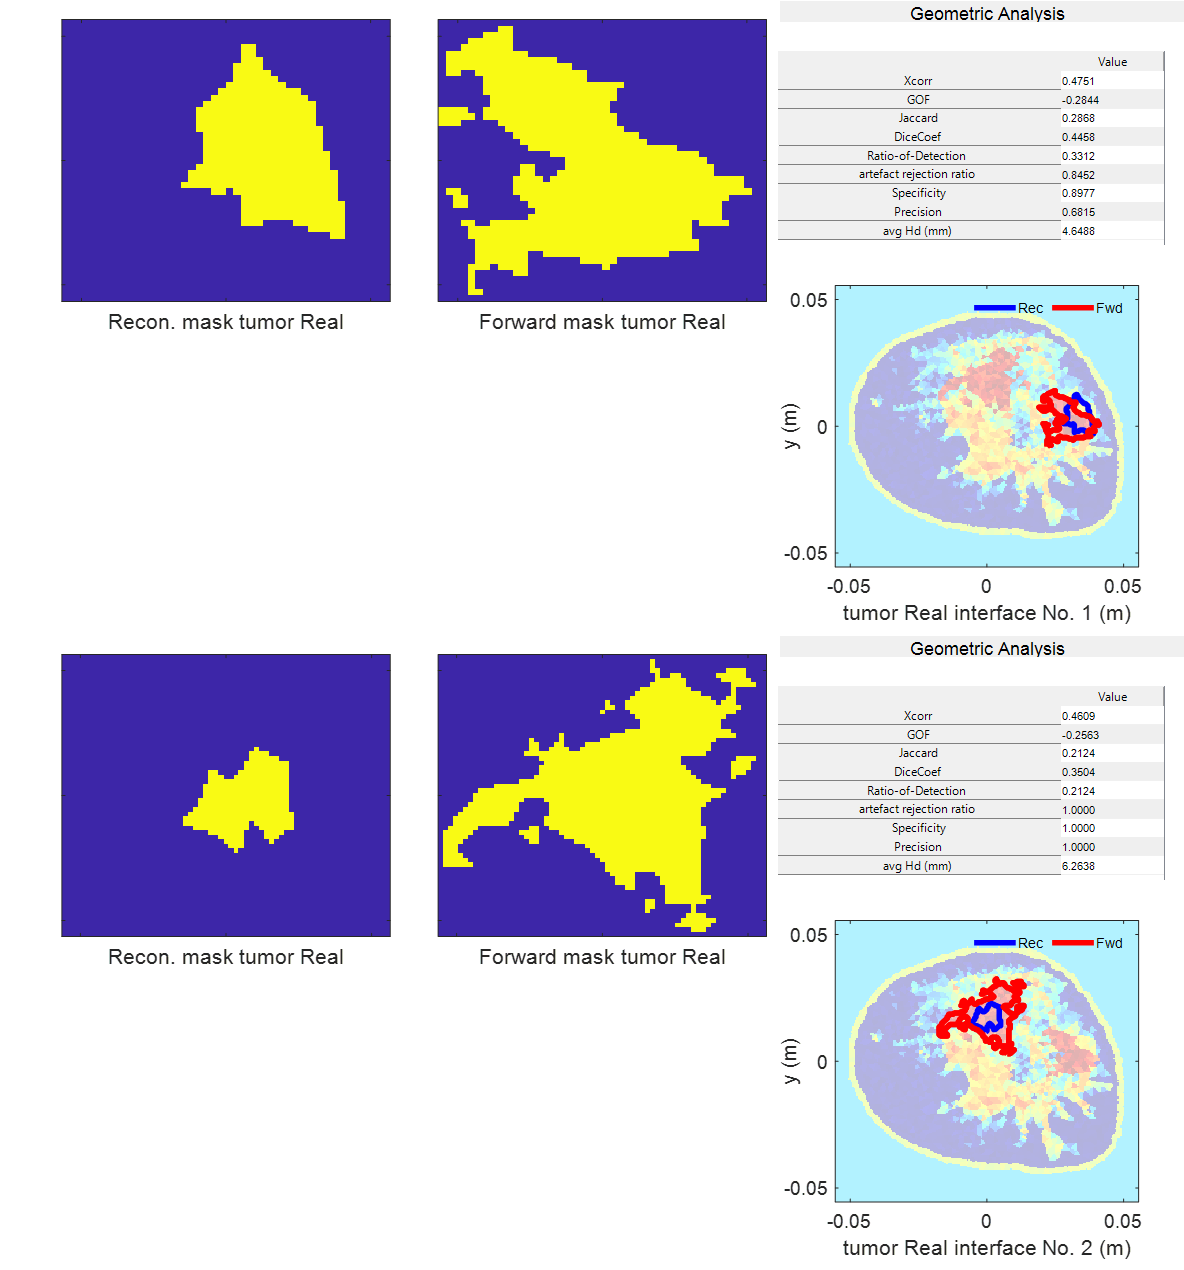 Geometric Analysis
Value
Xcorr 0.4751
GOF -0.2844
Jaccard 0.2868
DiceCoef 0.4458
Ratio-of-Detection 0.3312
artefact rejection ratio 0.8452
Specificity 0.8977
Precision 0.6815
avg Hd (mm) 4.6488
Recon. mask tumor Real
Forward mask tumor Real
Rec Fwd
0.05
0
-0.05
y (m)
-0.05 0 0.05
tumor Real interface No. 1 (m)
Geometric Analysis
Value
Xcorr 0.4609
GOF -0.2563
Jaccard 0.2124
DiceCoef 0.3504
Ratio-of-Detection 0.2124
artefact rejection ratio 1.0000
Specificity 1.0000
Precision 1.0000
avg Hd (mm) 6.2638
Recon. mask tumor Real
Forward mask tumor Real
Rec Fwd
0.05
0
-0.05
y (m)
-0.05 0 0.05
tumor Real interface No. 2 (m)